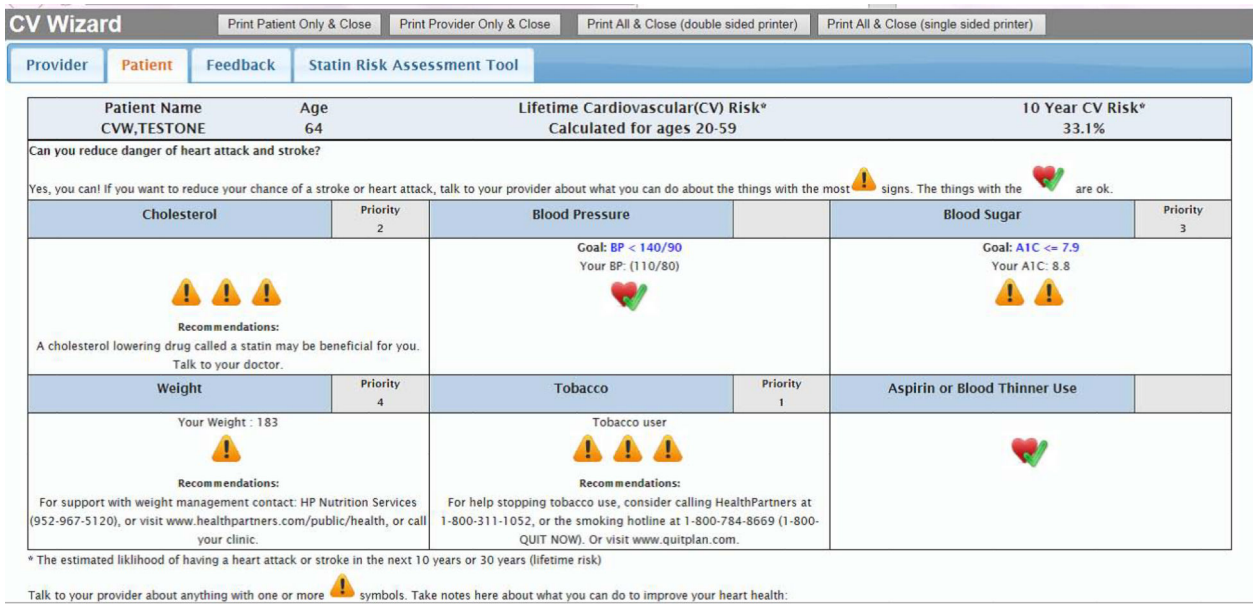 CV Wizard
Print Patient Only & Close
Print Provider Only & Close
Print All & Close (double sided printer)
Print All & Close (single sided printer)
Provider
Patient
Feedback
Statin Risk Assessment Tool
Patient Name
Age
Lifetime Cardiovascular(CV) Risk*
10 Year CV Risk*
CVW,TESTONE
64
Calculated for ages 20-59
33.1%
Can you reduce danger of heart attack and stroke?
Yes, you can! If you want to reduce your chance of a stroke or heart attack, talk to your provider about what you can do about the things with the most signs. The things with the are ok.
Cholesterol
Priority
2
Blood Pressure
Blood Sugar
Priority
3
Recommendations:
A cholesterol lowering drug called a statin may be beneficial for you.
Talk to your doctor.
Goal: BP < 140/90
Your BP: (110/80)
Goal: A1C <= 7.9
Your A1C: 8.8
Weight
Priority
4
Tobacco
Priority
1
Aspirin or Blood Thinner Use
Your Weight : 183
Recommendations:
For support with weight management contact: HP Nutrition Services
(952-967-5120), or visit www.healthpartners.com/public/health, or call
your clinic.
Tobacco user
Recommendations:
For help stopping tobacco use, consider calling HealthPartners at
1-800-311-1052, or the smoking hotline at 1-800-784-8669 (1-800-
QUIT NOW). Or visit www.quitplan.com.
* The estimated liklihood of having a heart attack or stroke in the next 10 years or 30 years (lifetime risk)
Talk to your provider about anything with one or more symbols. Take notes here about what you can do to improve your heart health: